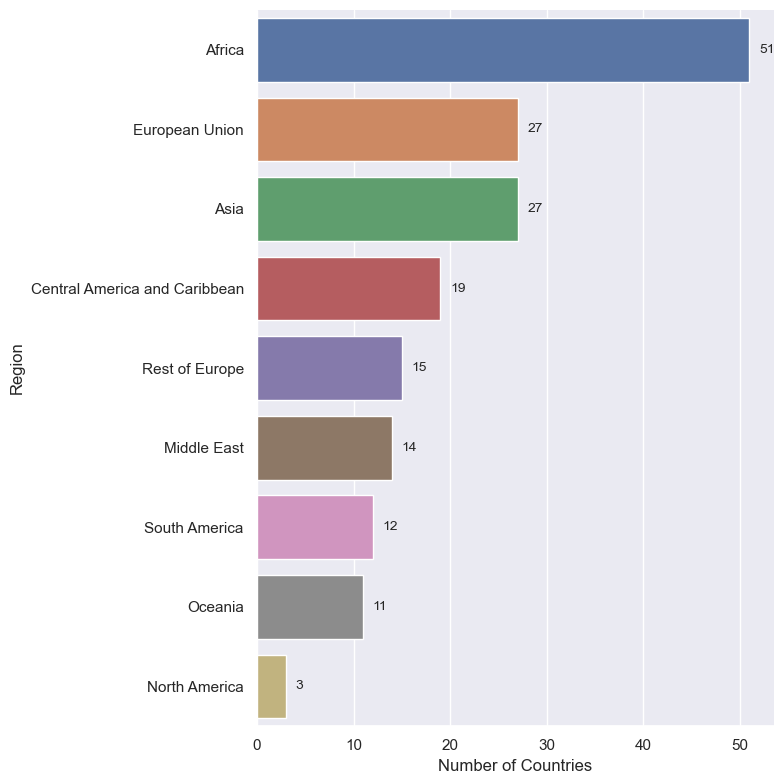 Africa 51
European Union 27
Asia 27
Central America and Caribbean 19
Rest of Europe 15
Middle East 14
South America 12
Oceania 11
North America 3
Region
0 10 20 30 40 50
Number of Countries